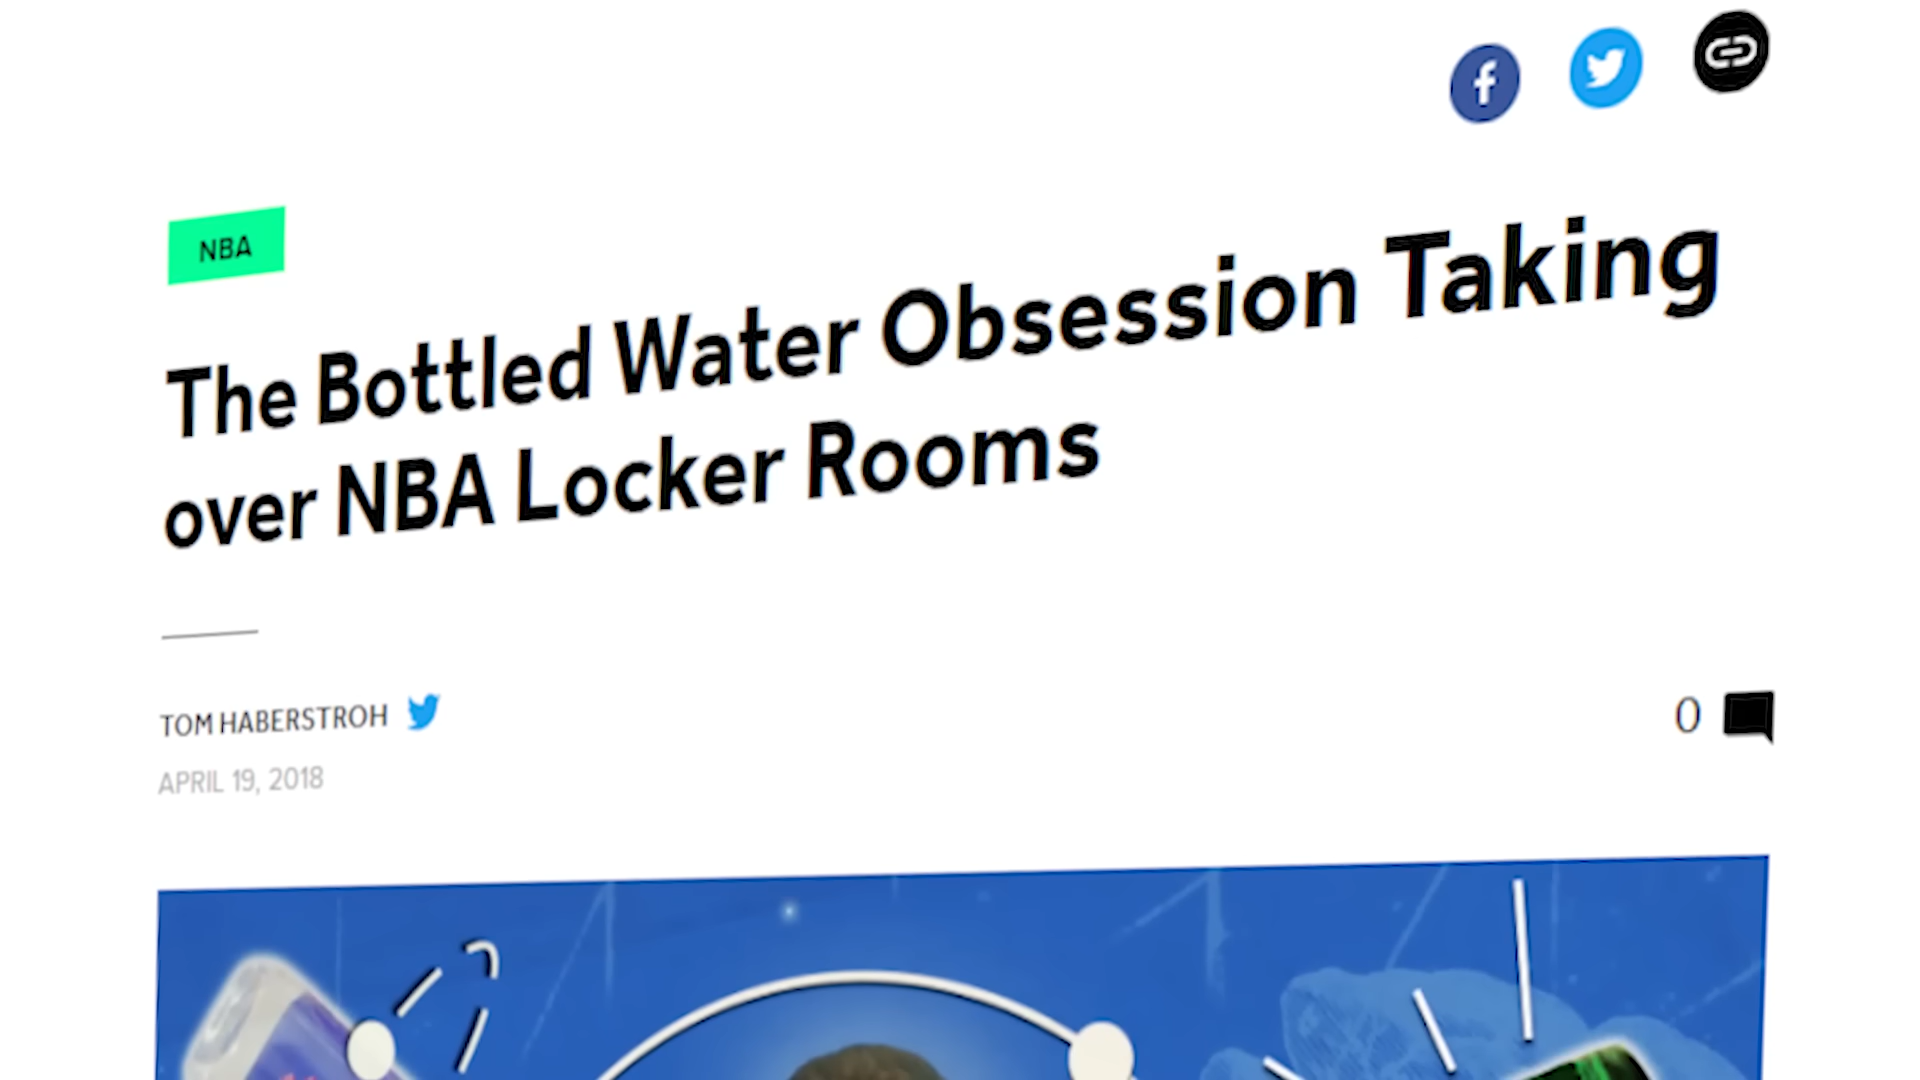 NBA
The Bottled Water Obsession Taking
over NBA Locker Rooms
TOM HABERSTROH
APRIL 19, 2018
0